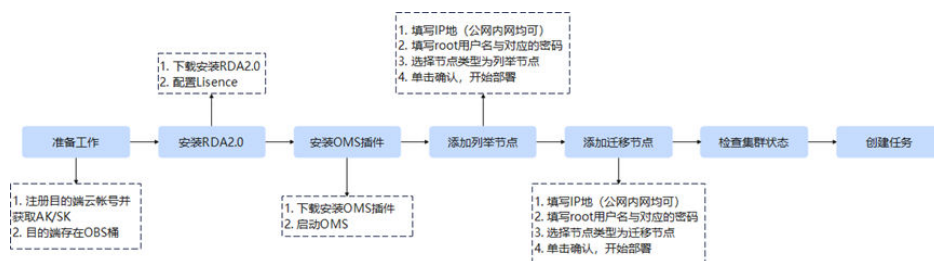 1. 填写IP地（公网内网均可）
2. 填写root用户名与对应的密码
3. 选择节点类型为列举节点
4. 单击确认，开始部署
1. 下载安装RDA2.0
2. 配置Lisence
准备工作
安装RDA2.0
安装OMS插件
添加列举节点
添加迁移节点
检查集群状态
创建任务
1. 注册目的端云帐号并
获取AK/SK
2. 目的端存在OBS桶
1. 下载安装OMS插件
2. 启动OMS
1. 填写IP地（公网内网均可）
2. 填写root用户名与对应的密码
3. 选择节点类型为迁移节点
4. 单击确认，开始部署